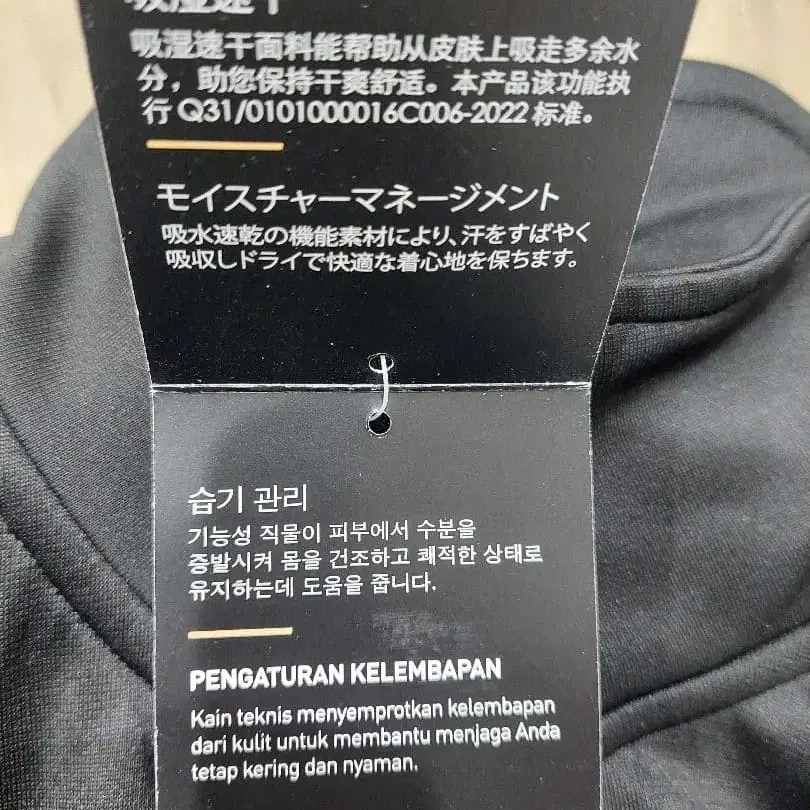 吸湿速干
吸湿速干面料能帮助从皮肤上吸走多余水
分，助您保持干爽舒适。本产品该功能执
行 Q31/0101000016C006-2022 标准。
モイスチャーマネージメント
吸水速乾の機能素材により、汗をすばやく
吸収しドライで快適な着心地を保ちます。
습기 관리
기능성 직물이 피부에서 수분을
증발시켜 몸을 건조하고 쾌적한 상태로
유지하는데 도움을 줍니다.
PENGATURAN KELEMBAPAN
Kain teknis menyemprotkan kelembapan
dari kulit untuk membantu menjaga Anda
tetap kering dan nyaman.